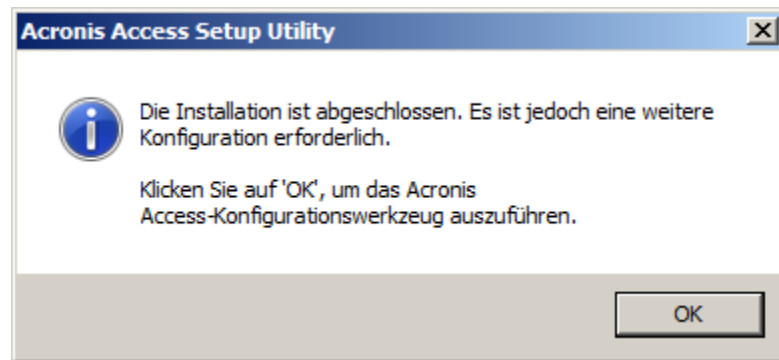 Acronis Access Setup Utility
Die Installation ist abgeschlossen. Es ist jedoch eine weitere
Konfiguration erforderlich.
Klicken Sie auf 'OK', um das Acronis
Access-Konfigurationswerkzeug auszuführen.
OK